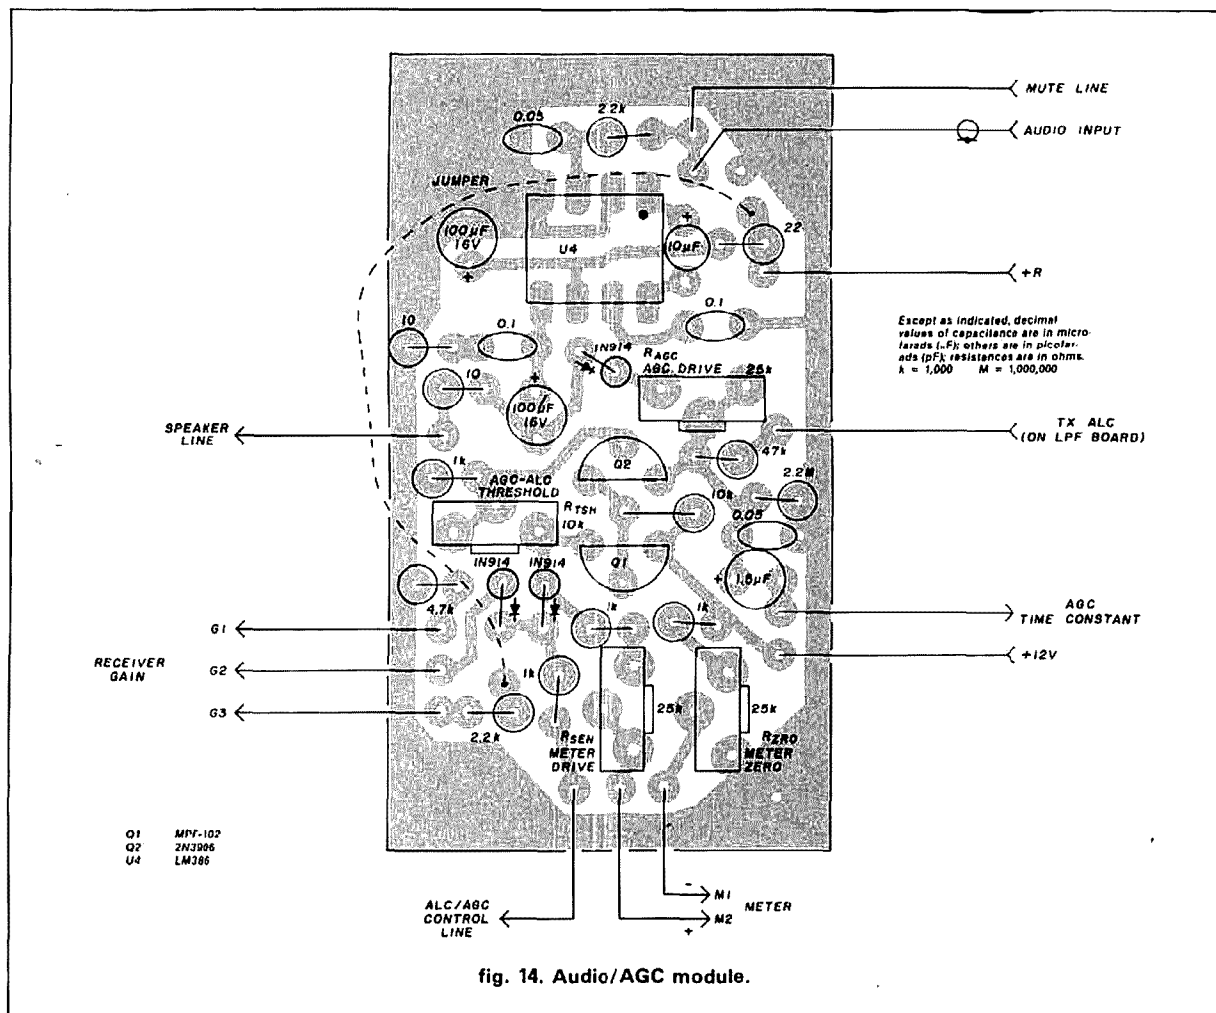 MUTE LINE
AUDIO INPUT
0.05
2.2k
JUMPER
100µF
16V
+
U4
+
10µF
22
+R
0.1
10
0.1
1N914
RAGC
AGC DRIVE
25k
Except as indicated, decimal
values of capacitance are in micro-
farads (µF); others are in picofar-
ads (pF); resistances are in ohms.
k = 1,000 M = 1,000,000
10
+
100µF
16V
SPEAKER
LINE
TX ALC
(ON LPF BOARD)
47k
Q2
1k
AGC-ALC
THRESHOLD
2.2M
RTSH
10k
10k
0.05
1N914
1N914
Q1
+
1.8µF
4.7k
1k
1k
AGC
TIME CONSTANT
G1
RECEIVER
GAIN
G2
G3
+12V
1k
25k
25k
2.2k
RSEN
METER
DRIVE
RZRO
METER
ZERO
Q1 MPF-102
Q2 2N3906
U4 LM386
ALC/AGC
CONTROL
LINE
-
M1
METER
M2
+
fig. 14. Audio/AGC module.